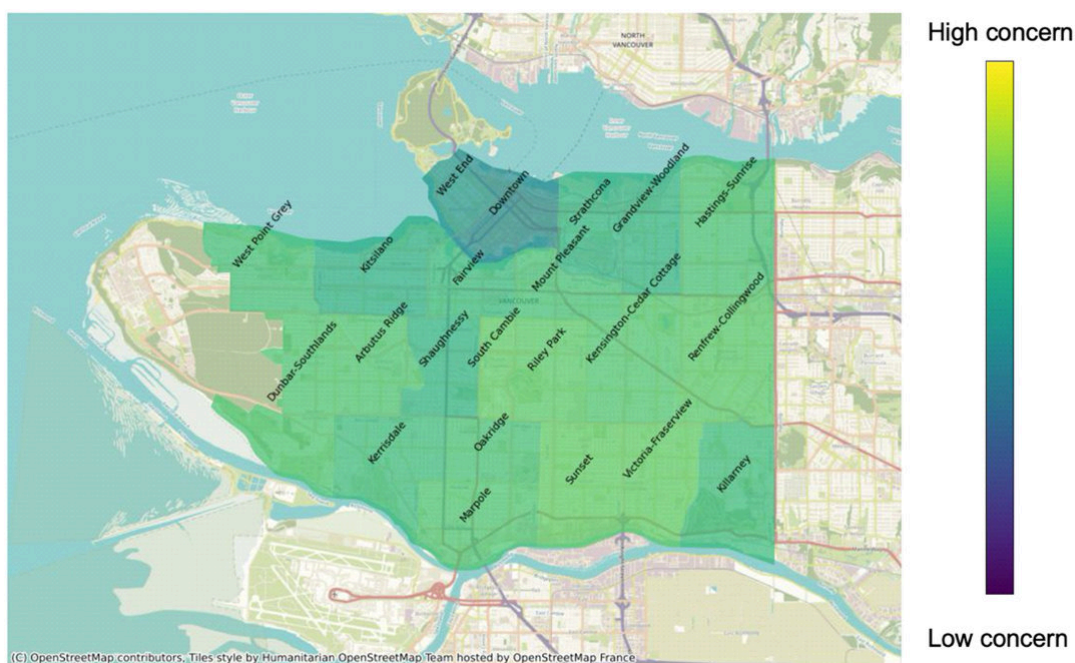 High concern
NORTH
VANCOUVER
West End
Downtown
Strathcona
Grandview-Woodland
Hastings-Sunrise
West Point Grey
Kitsilano
Fairview
Mount Pleasant
VANCOUVER
Kensington-Cedar Cottage
Renfrew-Collingwood
Dunbar-Southlands
Arbutus Ridge
Shaughnessy
South Cambie
Riley Park
Kerrisdale
Oakridge
Sunset
Victoria-Fraserview
Killarney
Marpole
Low concern
(C) OpenStreetMap contributors, Tiles style by Humanitarian OpenStreetMap Team hosted by OpenStreetMap France